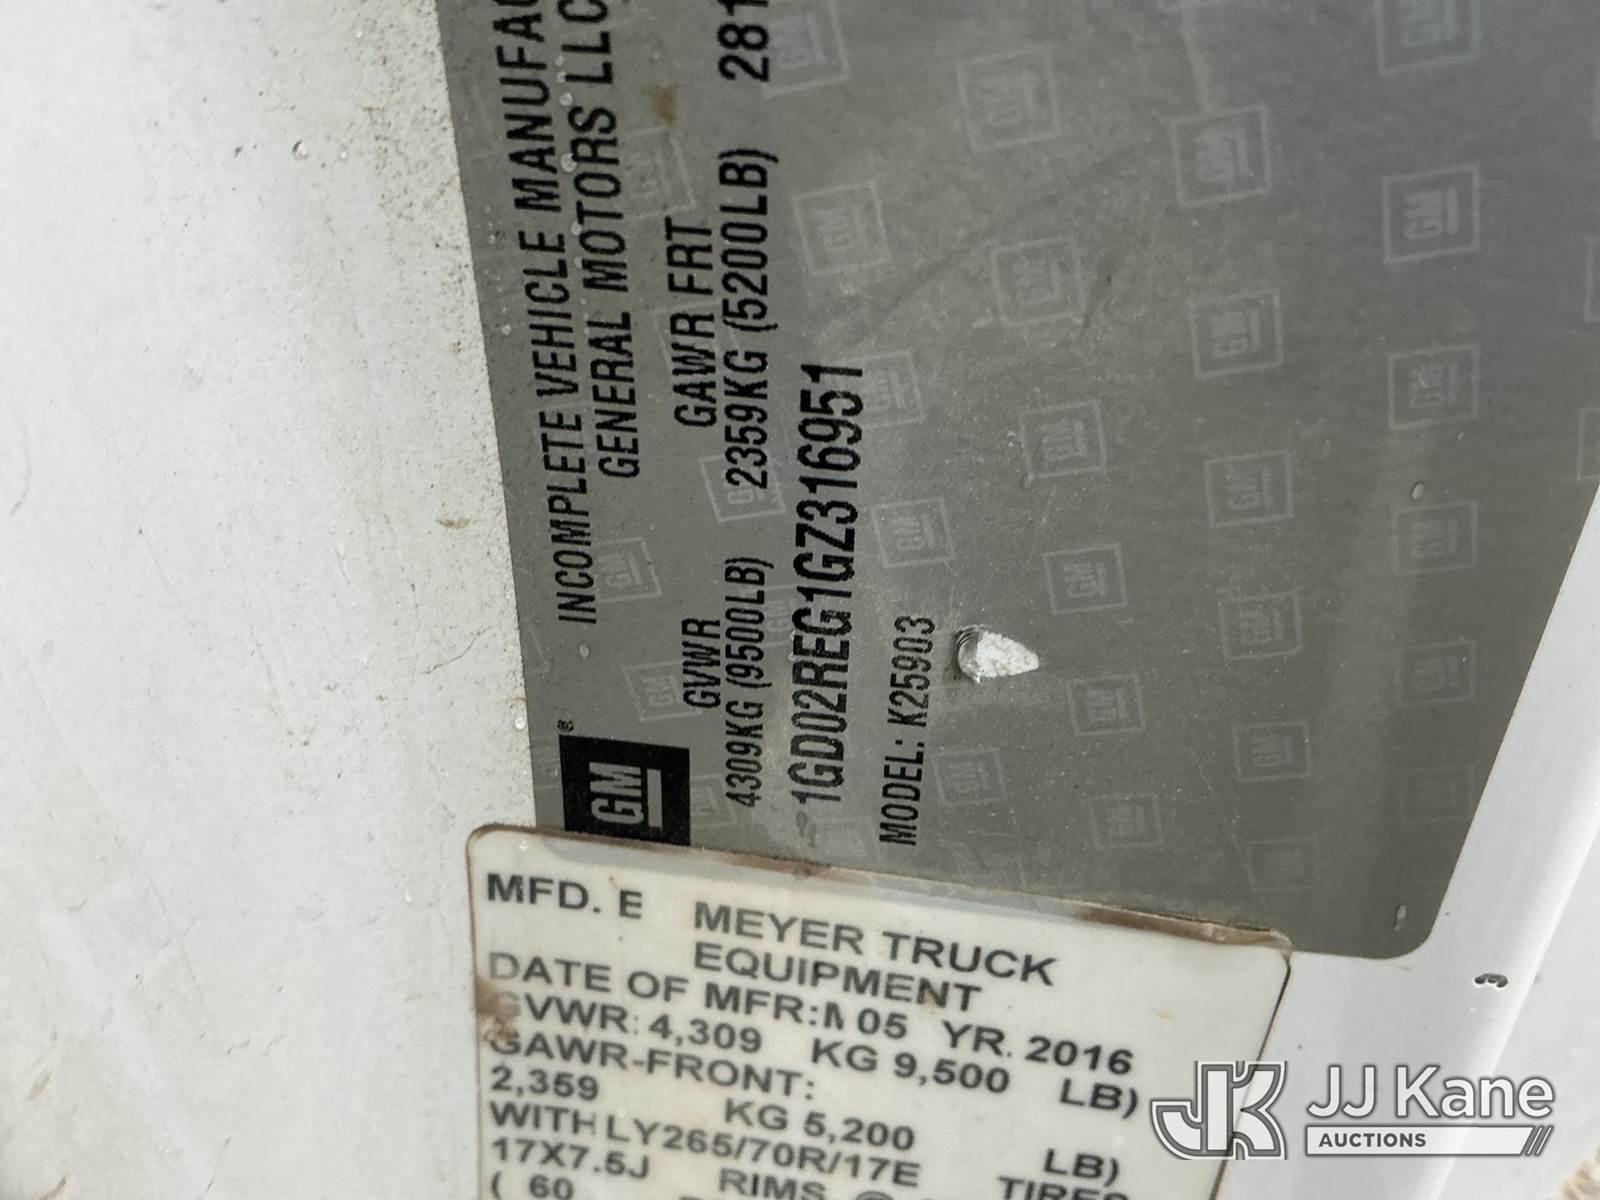 INCOMPLETE VEHICLE
GENERAL MOTORS LLC
GM
GVWR
GAWR FRT
4309KG (9500LB)
2359KG (5200LB)
1GD02REG1GZ316951
MODEL: K25903
MFD. MEYER TRUCK
EQUIPMENT
DATE OF MFR: 05 YR. 2016
GVWR: 4,309 KG 9,500 LB)
GAWR-FRONT:
2,359 KG 5,200 LB)
WITH LY265/70R/17E TIRES
17X7.5J RIMS
( 60
JK JJ Kane
AUCTIONS